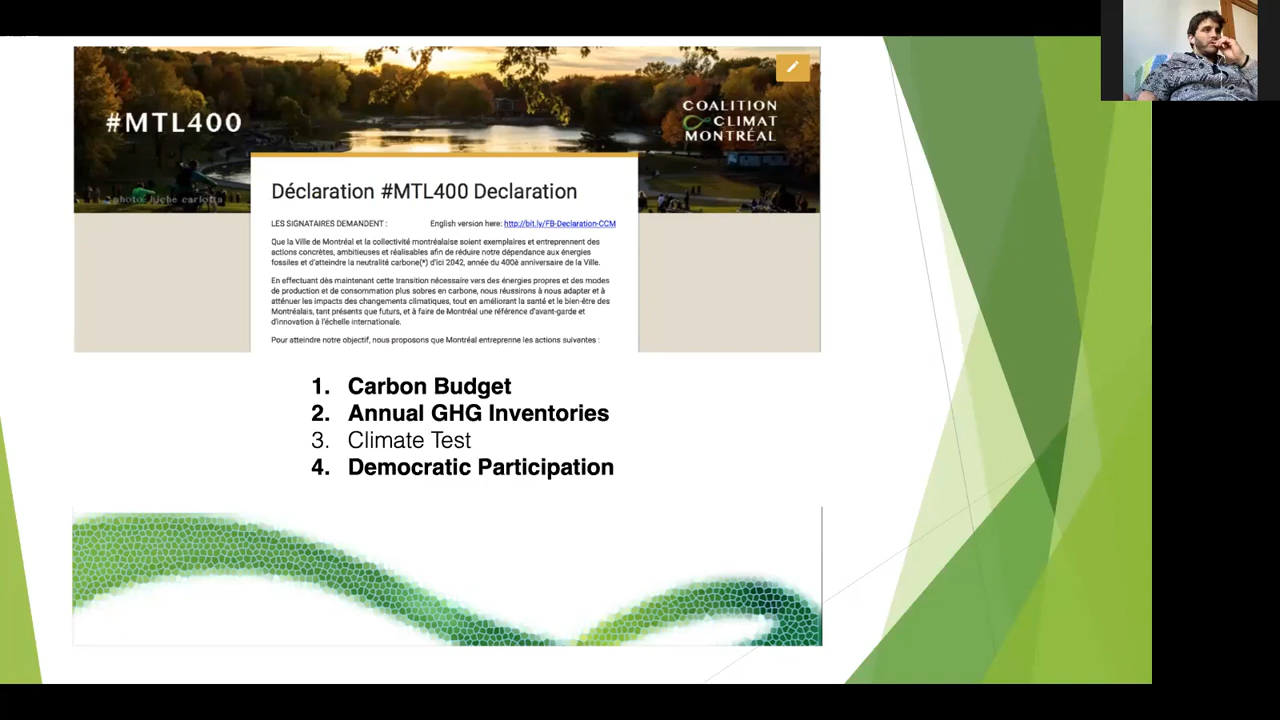 #MTL400
COALITION
CLIMAT
MONTRÉAL
photo: biche carlotta
Déclaration #MTL400 Declaration
LES SIGNATAIRES DEMANDENT : English version here: http://bit.ly/FB-Declaration-CCM
Que la Ville de Montréal et la collectivité montréalaise soient exemplaires et entreprennent des
actions concrètes, ambitieuses et réalisables afin de réduire notre dépendance aux énergies
fossiles et d'atteindre la neutralité carbone(*) d'ici 2042, année du 400è anniversaire de la Ville.
En effectuant dès maintenant cette transition nécessaire vers des énergies propres et des modes
de production et de consommation plus sobres en carbone, nous réussirons à nous adapter et à
atténuer les impacts des changements climatiques, tout en améliorant la santé et le bien-être des
Montréalais, tant présents que futurs, et à faire de Montréal une référence d'avant-garde et
d'innovation à l'échelle internationale.
Pour atteindre notre objectif, nous proposons que Montréal entreprenne les actions suivantes :
1. Carbon Budget
2. Annual GHG Inventories
3. Climate Test
4. Democratic Participation